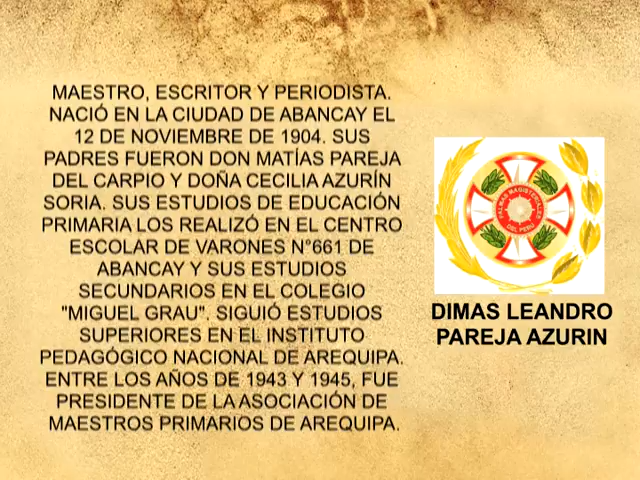 MAESTRO, ESCRITOR Y PERIODISTA.
NACIÓ EN LA CIUDAD DE ABANCAY EL
12 DE NOVIEMBRE DE 1904. SUS
PADRES FUERON DON MATÍAS PAREJA
DEL CARPIO Y DOÑA CECILIA AZURÍN
SORIA. SUS ESTUDIOS DE EDUCACIÓN
PRIMARIA LOS REALIZÓ EN EL CENTRO
ESCOLAR DE VARONES N°661 DE
ABANCAY Y SUS ESTUDIOS
SECUNDARIOS EN EL COLEGIO
"MIGUEL GRAU". SIGUIÓ ESTUDIOS
SUPERIORES EN EL INSTITUTO
PEDAGÓGICO NACIONAL DE AREQUIPA.
ENTRE LOS AÑOS DE 1943 Y 1945, FUE
PRESIDENTE DE LA ASOCIACIÓN DE
MAESTROS PRIMARIOS DE AREQUIPA.
PALMAS MAGISTERIALES
DEL PERÚ
DIMAS LEANDRO
PAREJA AZURIN